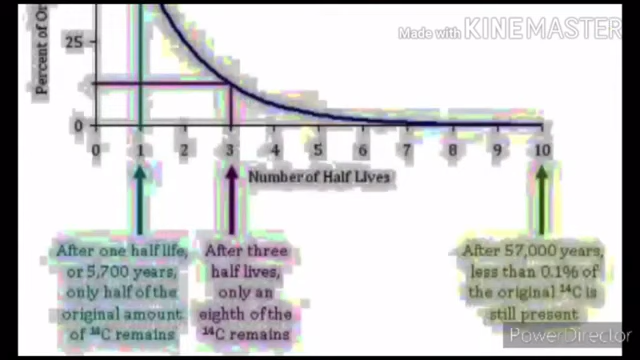 Made with KINEMASTER
Percent of Or
25
0
0 1 2 3 4 5 6 7 8 9 10
Number of Half Lives
After one half life,
or 5,700 years,
only half of the
original amount
of ¹⁴C remains
After three
half lives,
only an
eighth of the
¹⁴C remains
After 57,000 years,
less than 0.1% of
the original ¹⁴C is
still present
PowerDirector